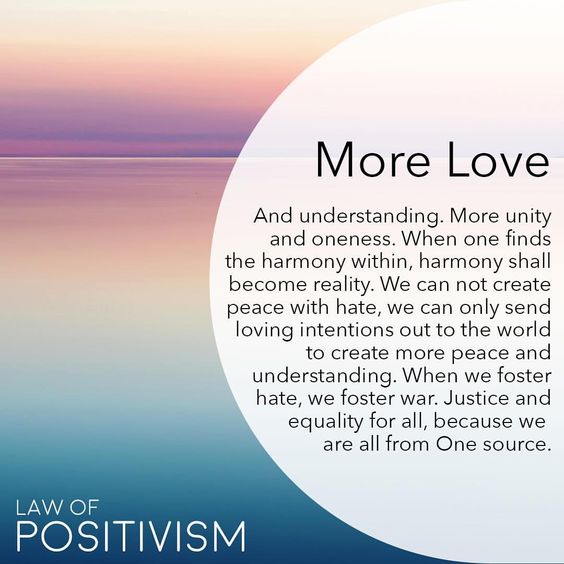 More Love
And understanding. More unity
and oneness. When one finds
the harmony within, harmony shall
become reality. We can not create
peace with hate, we can only send
loving intentions out to the world
to create more peace and
understanding. When we foster
hate, we foster war. Justice and
equality for all, because we
are all from One source.
LAW OF
POSITIVISM